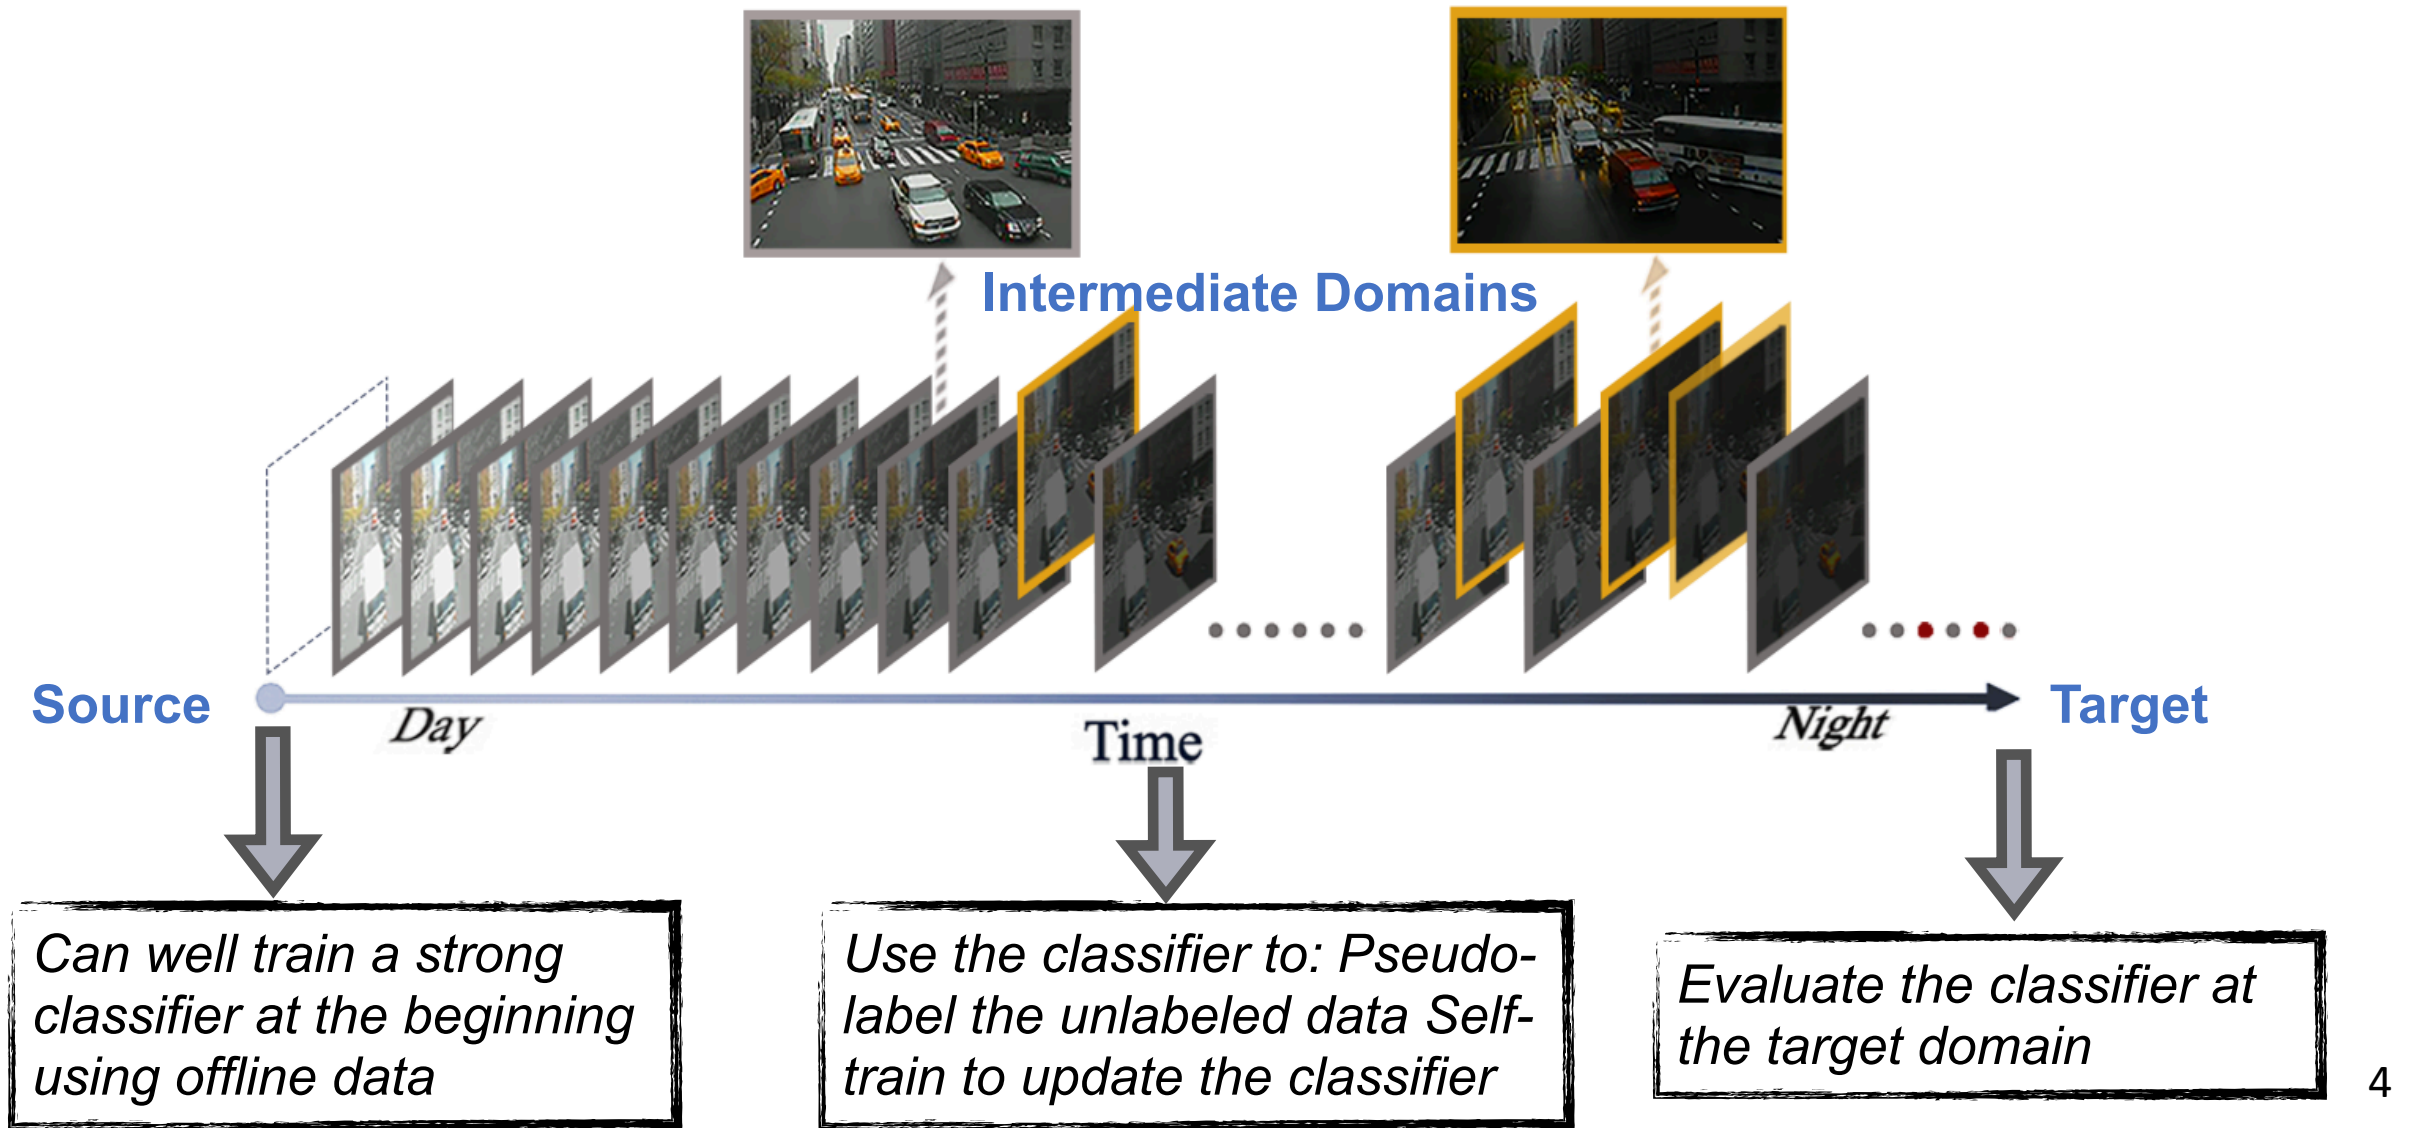 Intermediate Domains
Source
Day
Time
Night
Target
Can well train a strong
classifier at the beginning
using offline data
Use the classifier to: Pseudo-
label the unlabeled data Self-
train to update the classifier
Evaluate the classifier at
the target domain
4